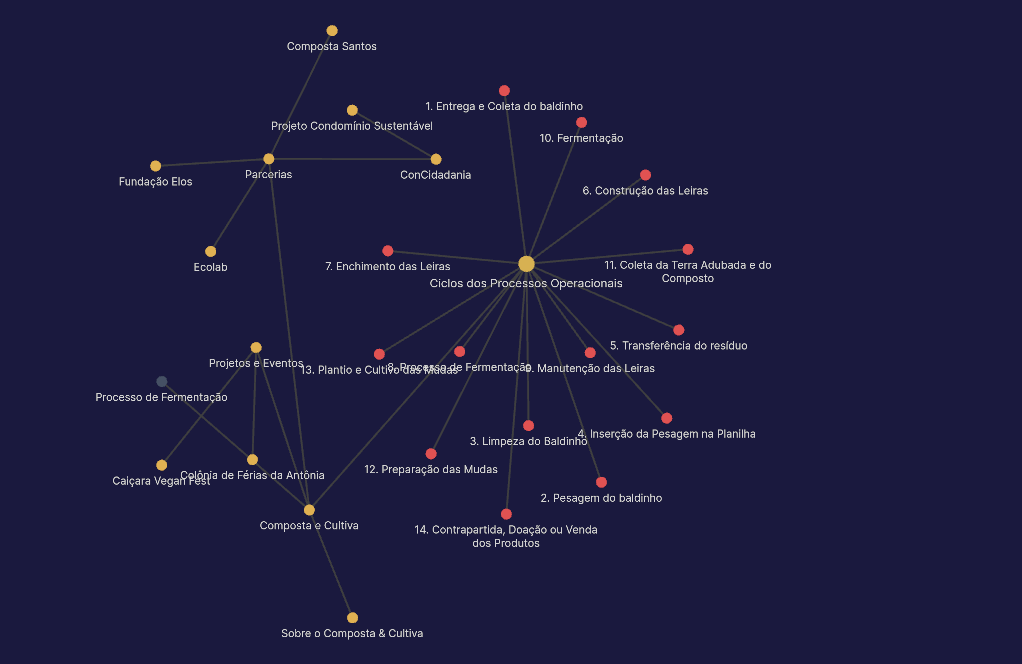 Composta Santos
1. Entrega e Coleta do baldinho
Projeto Condomínio Sustentável
10. Fermentação
Fundação Elos
Parcerias
ConCidadania
6. Construção das Leiras
Ecolab
7. Enchimento das Leiras
11. Coleta da Terra Adubada e do
Composto
Ciclos dos Processos Operacionais
5. Transferência do resíduo
Projetos e Eventos
13. Plantio e Cultivo das Mudas
8. Processo de Fermentação
9. Manutenção das Leiras
Processo de Fermentação
4. Inserção da Pesagem na Planilha
3. Limpeza do Baldinho
12. Preparação das Mudas
Colônia de Férias da Antônia
Caiçara Vegan Fest
2. Pesagem do baldinho
Composta e Cultiva
14. Contrapartida, Doação ou Venda
dos Produtos
Sobre o Composta & Cultiva